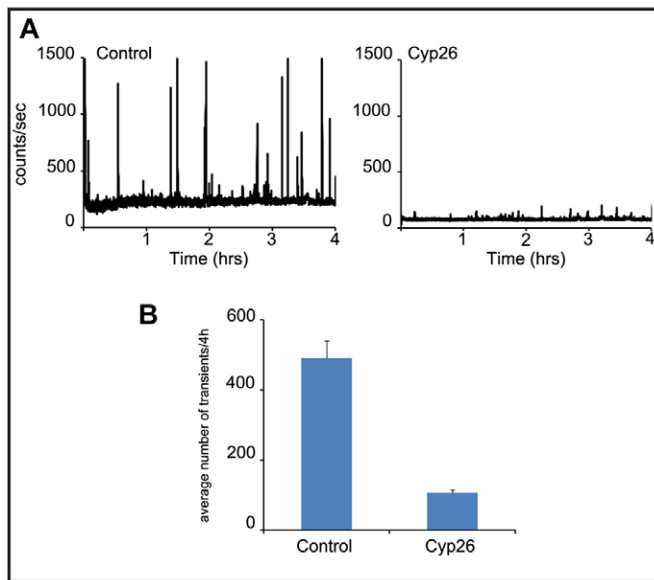 A
Control
Cyp26
counts/sec
1500
1000
500
0
1
2
3
4
Time (hrs)
1500
1000
500
0
1
2
3
4
Time (hrs)
B
average number of transients/4h
600
400
200
0
Control
Cyp26